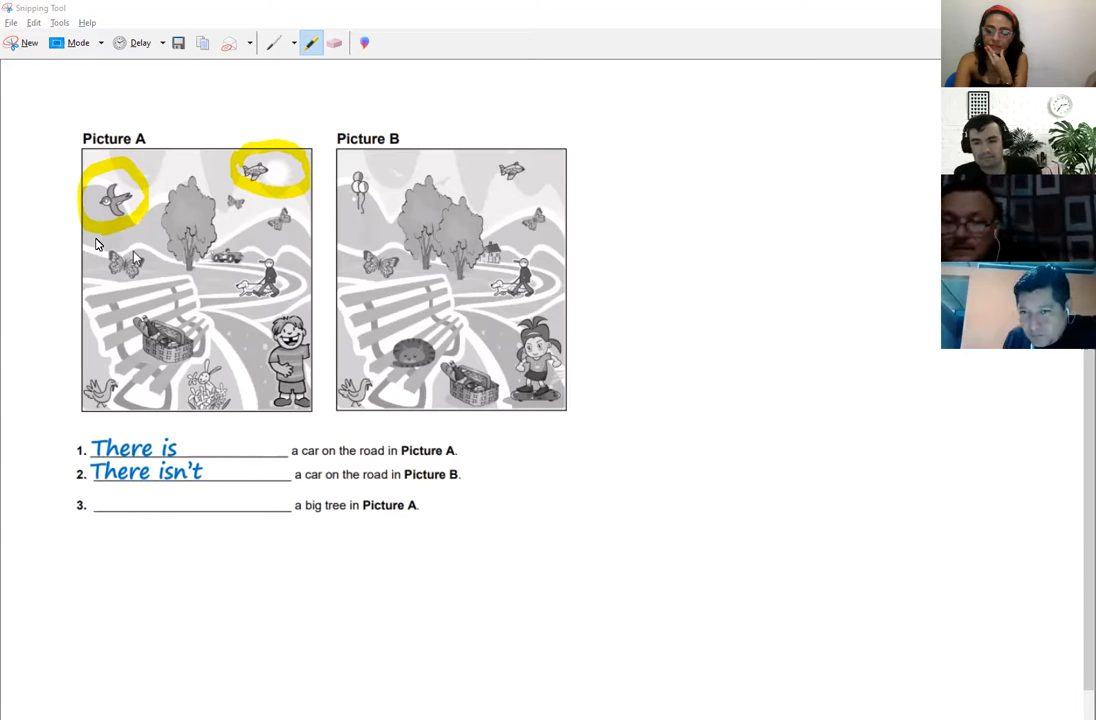 Snipping Tool
File Edit Tools Help
New Mode Delay
Picture A Picture B
1. There is a car on the road in Picture A.
2. There isn't a car on the road in Picture B.
3. ____________________ a big tree in Picture A.